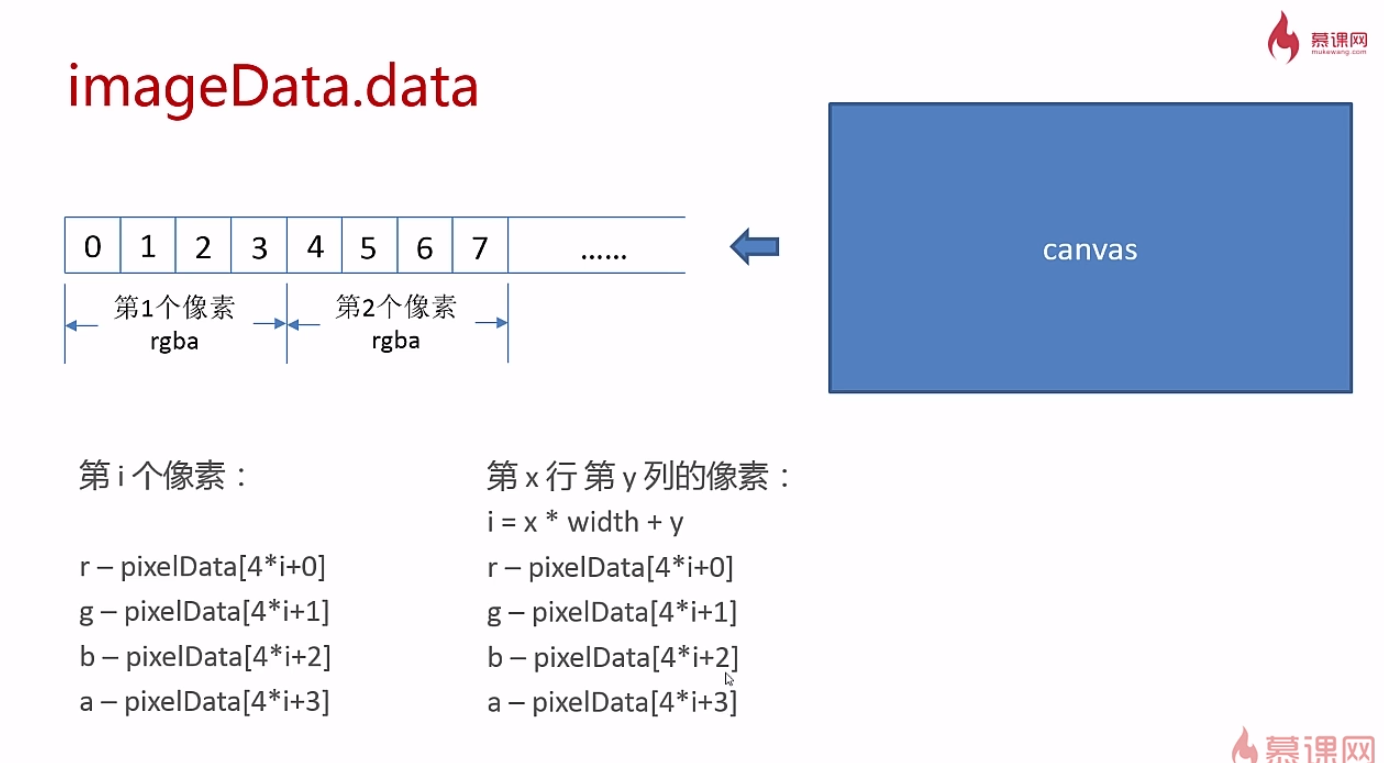 慕课网
mukewang.com
imageData.data
0 1 2 3 4 5 6 7 ……
第1个像素 第2个像素
rgba rgba
canvas
第 i 个像素：
r – pixelData[4*i+0]
g – pixelData[4*i+1]
b – pixelData[4*i+2]
a – pixelData[4*i+3]
第 x 行 第 y 列的像素：
i = x * width + y
r – pixelData[4*i+0]
g – pixelData[4*i+1]
b – pixelData[4*i+2]
a – pixelData[4*i+3]
慕课网